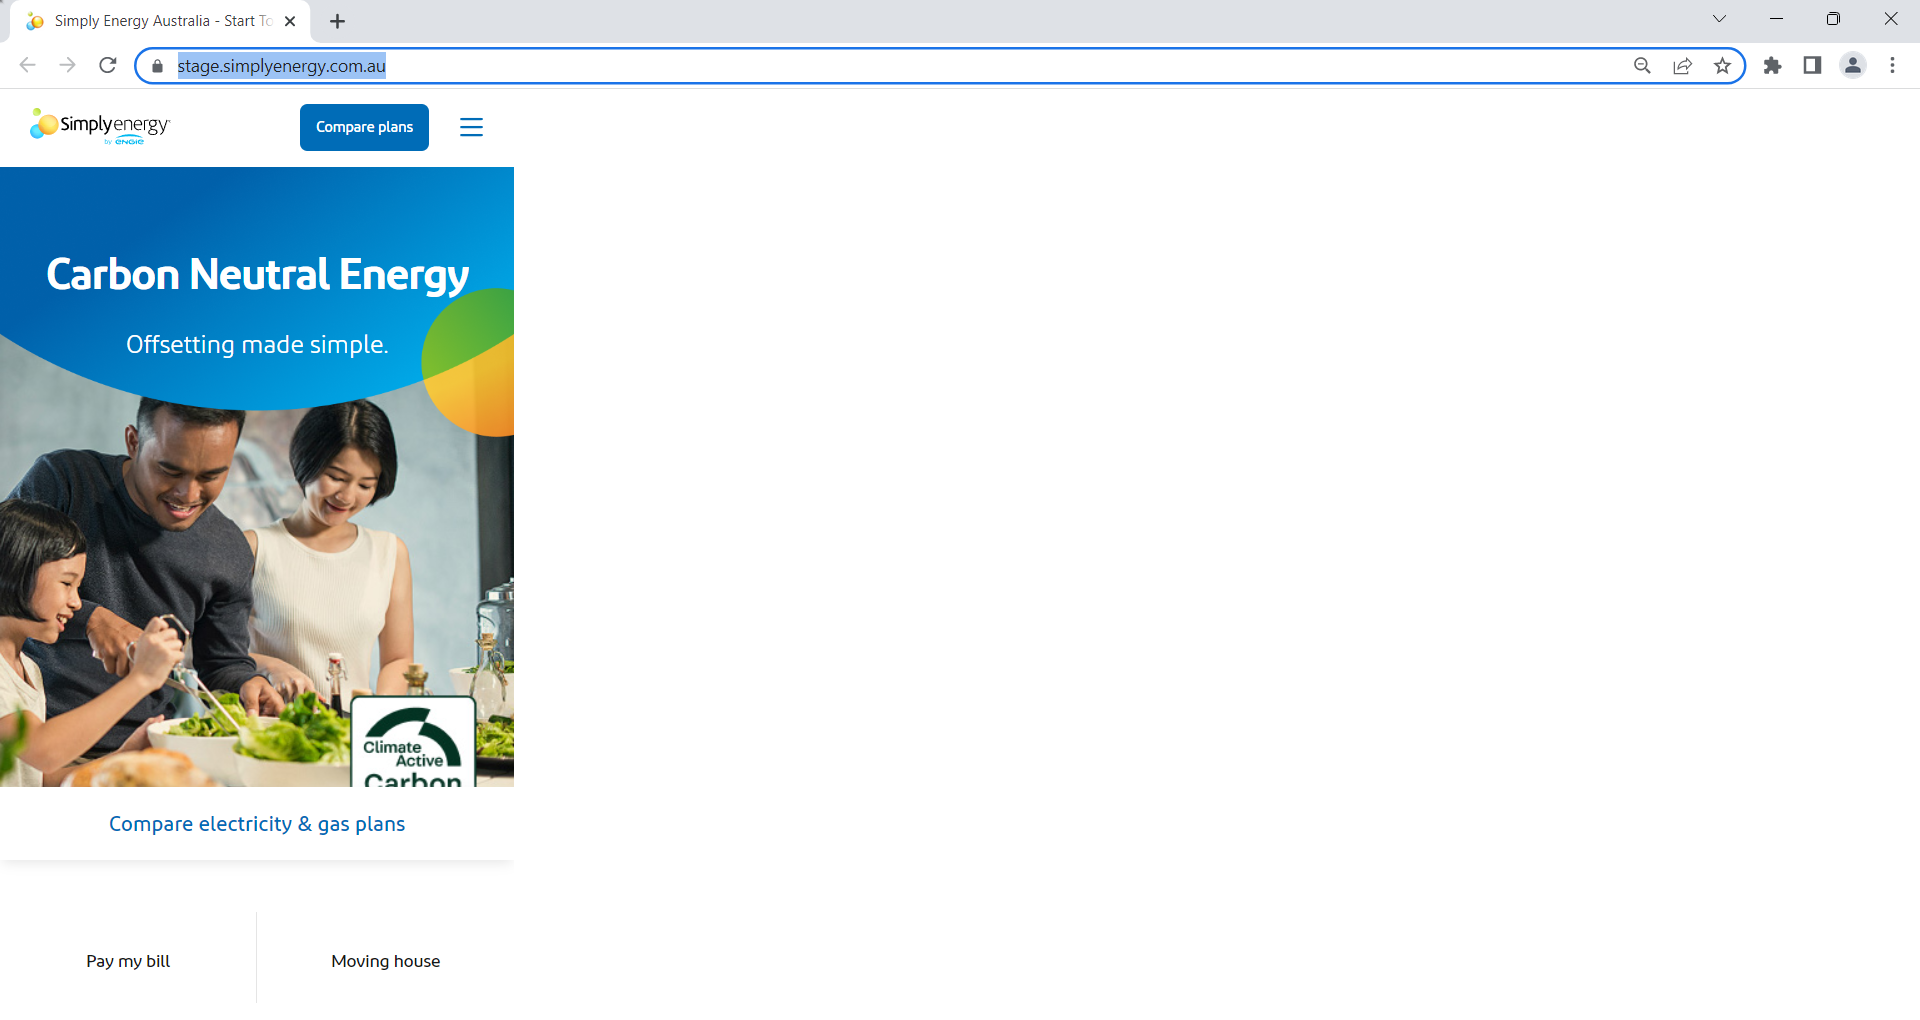 Simply Energy Australia - Start To
stage.simplyenergy.com.au
Simplyenergy
by ENGIE
Compare plans
Carbon Neutral Energy
Offsetting made simple.
Climate
Active
Carbon
Compare electricity & gas plans
Pay my bill
Moving house